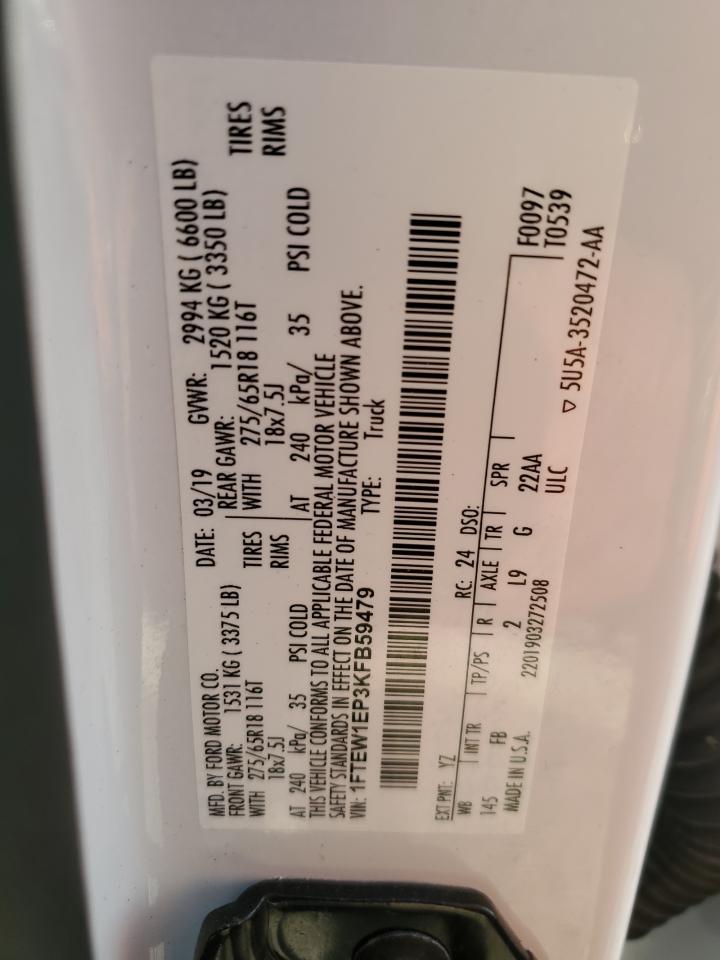 MFD. BY FORD MOTOR CO.
DATE: 03/19 GVWR: 2994 KG ( 6600 LB)
FRONT GAWR: 1531 KG ( 3375 LB) REAR GAWR: 1520 KG ( 3350 LB)
WITH 275/65R18 116T TIRES WITH 275/65R18 116T TIRES
18x7.5J RIMS 18x7.5J RIMS
AT 240 kPa/ 35 PSI COLD AT 240 kPa/ 35 PSI COLD
THIS VEHICLE CONFORMS TO ALL APPLICABLE FEDERAL MOTOR VEHICLE
SAFETY STANDARDS IN EFFECT ON THE DATE OF MANUFACTURE SHOWN ABOVE.
VIN: 1FTEW1EP3KFB59479 TYPE: Truck
EXT PNT: YZ RC: 24 DSO:
WB INT TR TP/PS R AXLE TR SPR F0097
145 FB 2 L9 G 22AA T0539
MADE IN U.S.A. 2201903272508 ULC
▽ 5U5A-3520472-AA